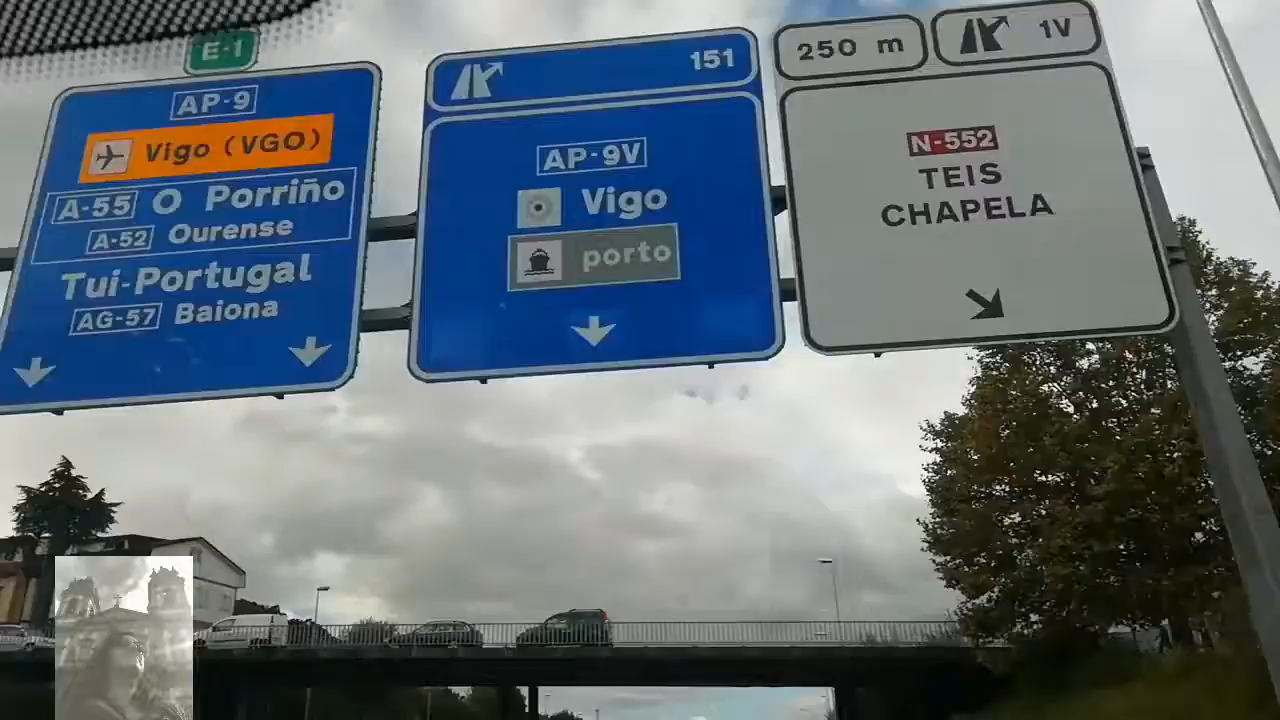 E-1
AP-9
Vigo (VGO)
A-55 O Porriño
A-52 Ourense
Tui-Portugal
AG-57 Baiona
151
AP-9V
Vigo
porto
250 m
1V
N-552
TEIS
CHAPELA